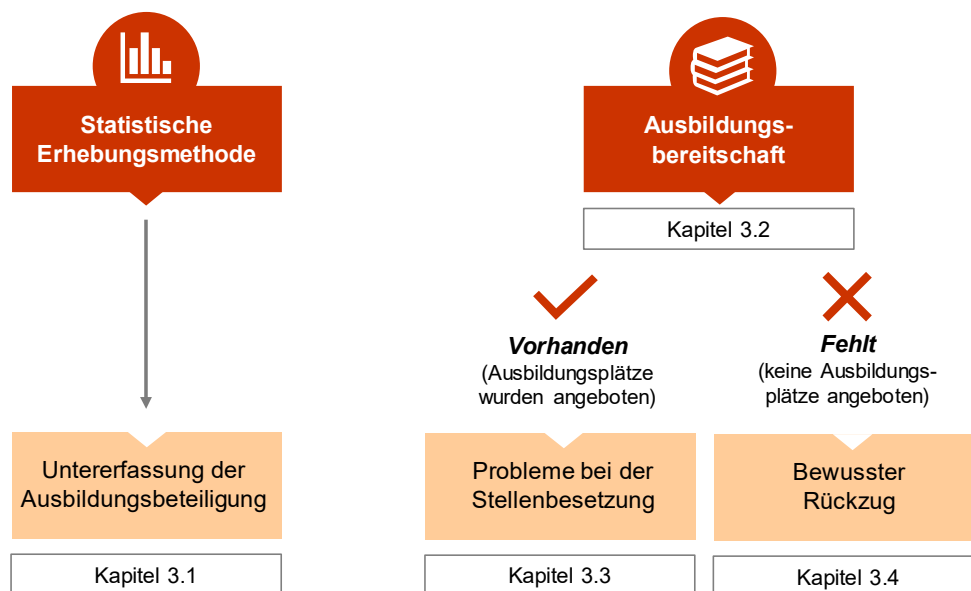 Statistische
Erhebungsmethode
Untererfassung der
Ausbildungsbeteiligung
Kapitel 3.1
Ausbildungs-
bereitschaft
Kapitel 3.2
Vorhanden
(Ausbildungsplätze
wurden angeboten)
Probleme bei der
Stellenbesetzung
Kapitel 3.3
Fehlt
(keine Ausbildungs-
plätze angeboten)
Bewusster
Rückzug
Kapitel 3.4